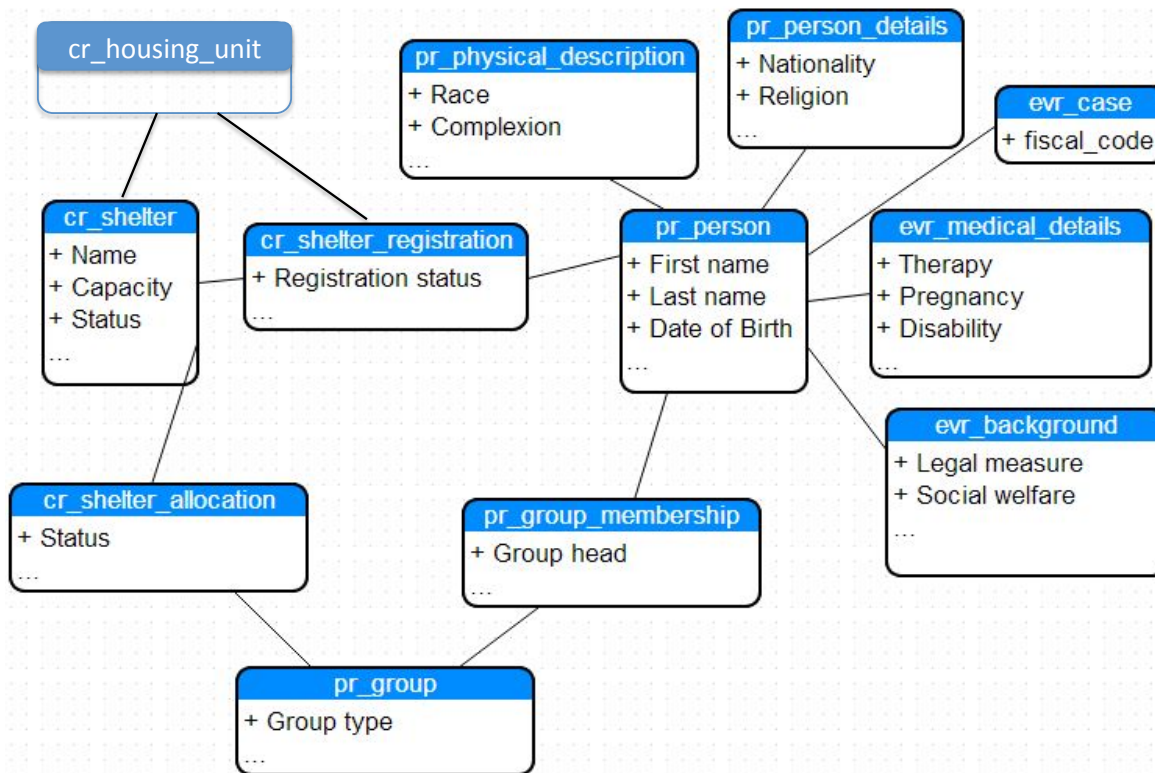 cr_housing_unit
pr_physical_description
+ Race
+ Complexion
...
pr_person_details
+ Nationality
+ Religion
...
evr_case
+ fiscal_code
cr_shelter
+ Name
+ Capacity
+ Status
...
cr_shelter_registration
+ Registration status
...
pr_person
+ First name
+ Last name
+ Date of Birth
...
evr_medical_details
+ Therapy
+ Pregnancy
+ Disability
...
evr_background
+ Legal measure
+ Social welfare
...
cr_shelter_allocation
+ Status
...
pr_group_membership
+ Group head
...
pr_group
+ Group type
...